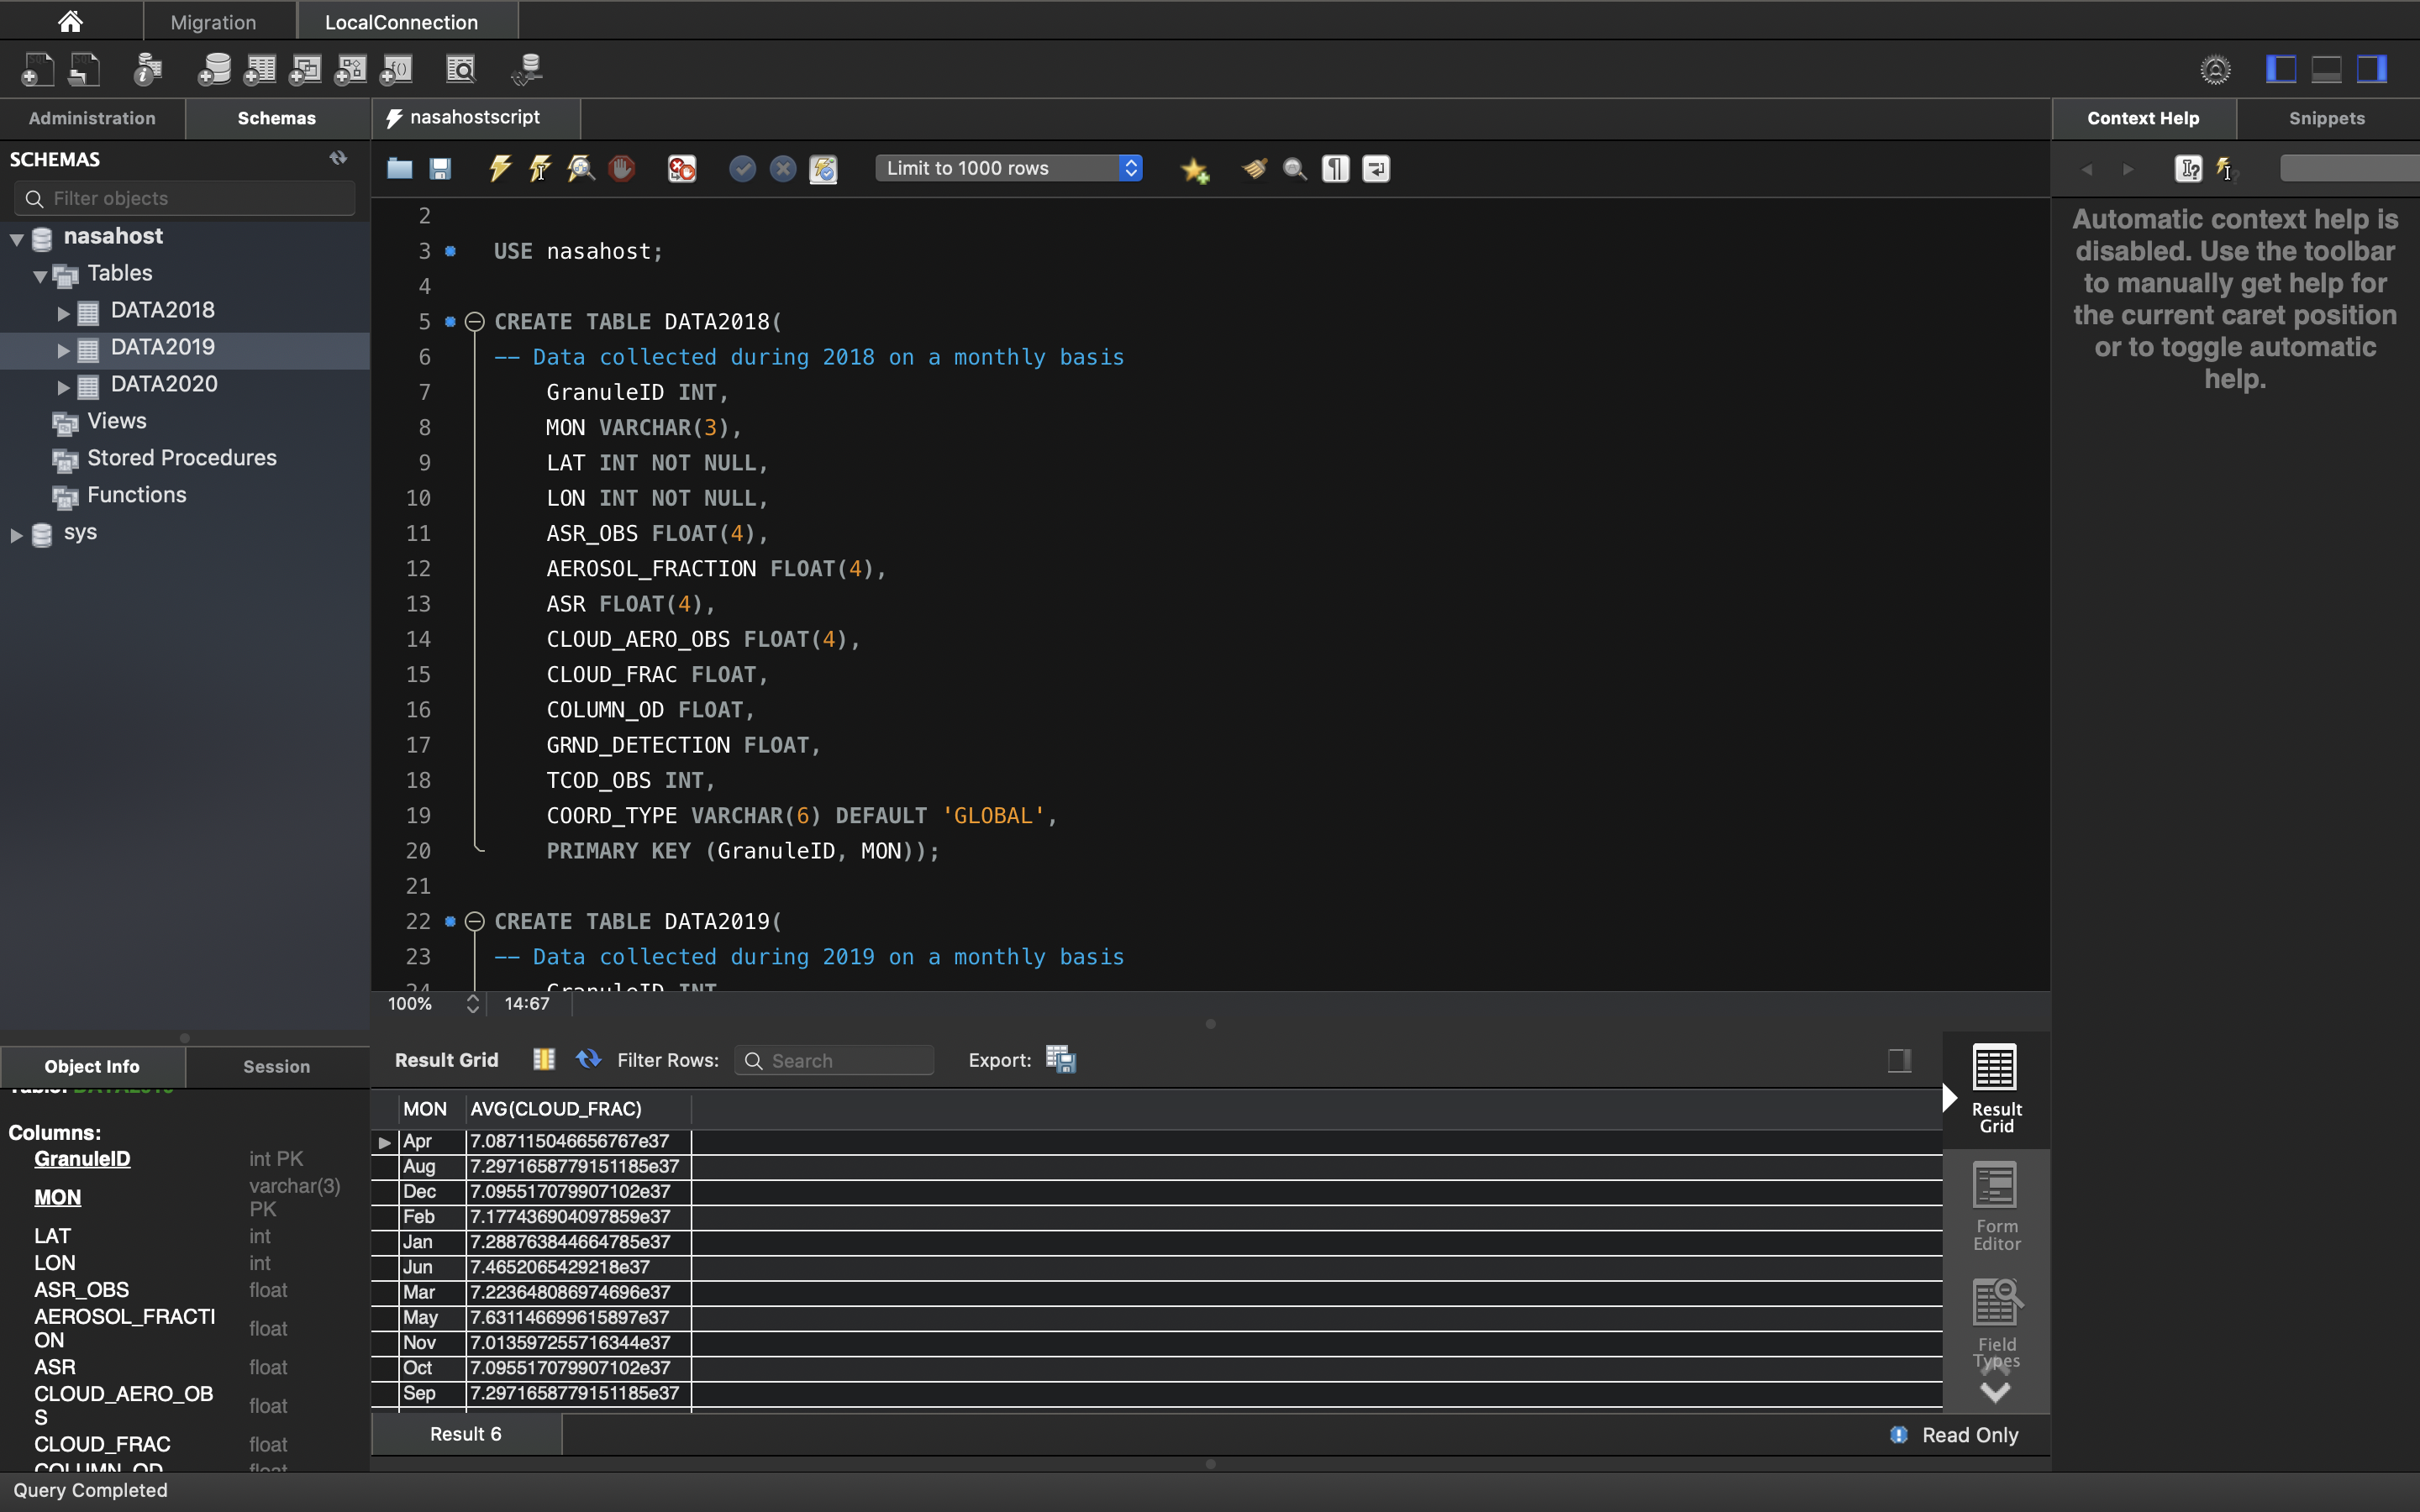 Migration
LocalConnection
Administration
Schemas
nasahostscript
Context Help
Snippets
SCHEMAS
Filter objects
nasahost
Tables
DATA2018
DATA2019
DATA2020
Views
Stored Procedures
Functions
sys
Limit to 1000 rows
2
3 USE nasahost;
4
5 CREATE TABLE DATA2018(
6 -- Data collected during 2018 on a monthly basis
7 GranuleID INT,
8 MON VARCHAR(3),
9 LAT INT NOT NULL,
10 LON INT NOT NULL,
11 ASR_OBS FLOAT(4),
12 AEROSOL_FRACTION FLOAT(4),
13 ASR FLOAT(4),
14 CLOUD_AERO_OBS FLOAT(4),
15 CLOUD_FRAC FLOAT,
16 COLUMN_OD FLOAT,
17 GRND_DETECTION FLOAT,
18 TCOD_OBS INT,
19 COORD_TYPE VARCHAR(6) DEFAULT 'GLOBAL',
20 PRIMARY KEY (GranuleID, MON));
21
22 CREATE TABLE DATA2019(
23 -- Data collected during 2019 on a monthly basis
24 GranuleID INT
100%
14:67
Automatic context help is
disabled. Use the toolbar
to manually get help for
the current caret position
or to toggle automatic
help.
Object Info
Session
Columns:
GranuleID int PK
MON varchar(3)
PK
LAT int
LON int
ASR_OBS float
AEROSOL_FRACTI
ON float
ASR float
CLOUD_AERO_OB
S float
CLOUD_FRAC float
COLUMN_OD float
Result Grid
Filter Rows:
Search
Export:
MON AVG(CLOUD_FRAC)
Apr 7.087115046656767e37
Aug 7.2971658779151185e37
Dec 7.095517079907102e37
Feb 7.177436904097859e37
Jan 7.288763844664785e37
Jun 7.4652065429218e37
Mar 7.223648086974696e37
May 7.631146699615897e37
Nov 7.013597255716344e37
Oct 7.095517079907102e37
Sep 7.2971658779151185e37
Result
Grid
Form
Editor
Field
Types
Result 6
Read Only
Query Completed